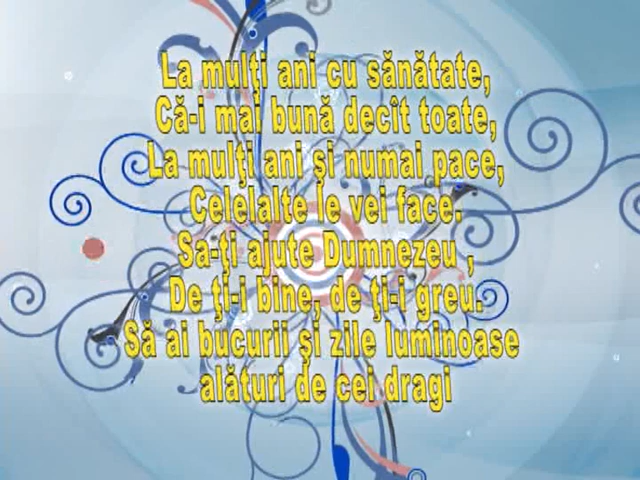 La mulţi ani cu sănătate,
Că-i mai bună decît toate,
La mulţi ani şi numai pace,
Celelalte le vei face.
Sa-ţi ajute Dumnezeu ,
De ţi-i bine, de ţi-i greu.
Să ai bucurii şi zile luminoase
alături de cei dragi